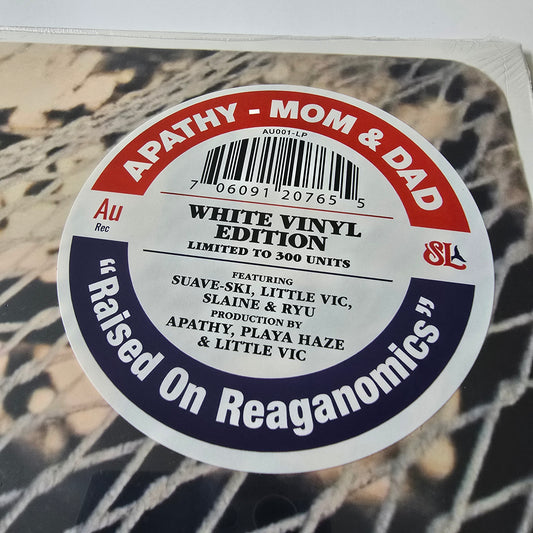 APATHY - MOM & DAD
AU001-LP
7 06091 20765 5
Au
Rec
WHITE VINYL
EDITION
LIMITED TO 300 UNITS
SL
FEATURING
SUAVE-SKI, LITTLE VIC,
SLAINE & RYU
PRODUCTION BY
APATHY, PLAYA HAZE
& LITTLE VIC
"Raised On Reaganomics"